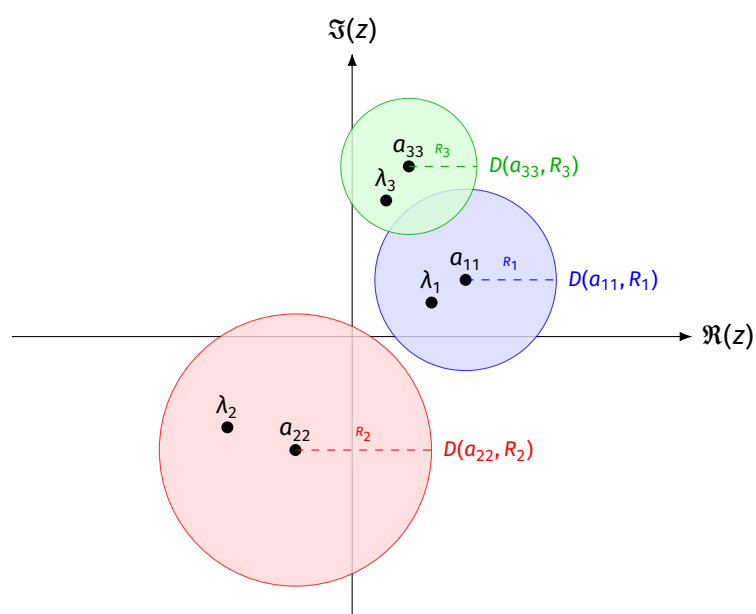 ℑ(z)
a₃₃
R₃
D(a₃₃, R₃)
λ₃
a₁₁
R₁
D(a₁₁, R₁)
λ₁
ℜ(z)
λ₂
a₂₂
R₂
D(a₂₂, R₂)